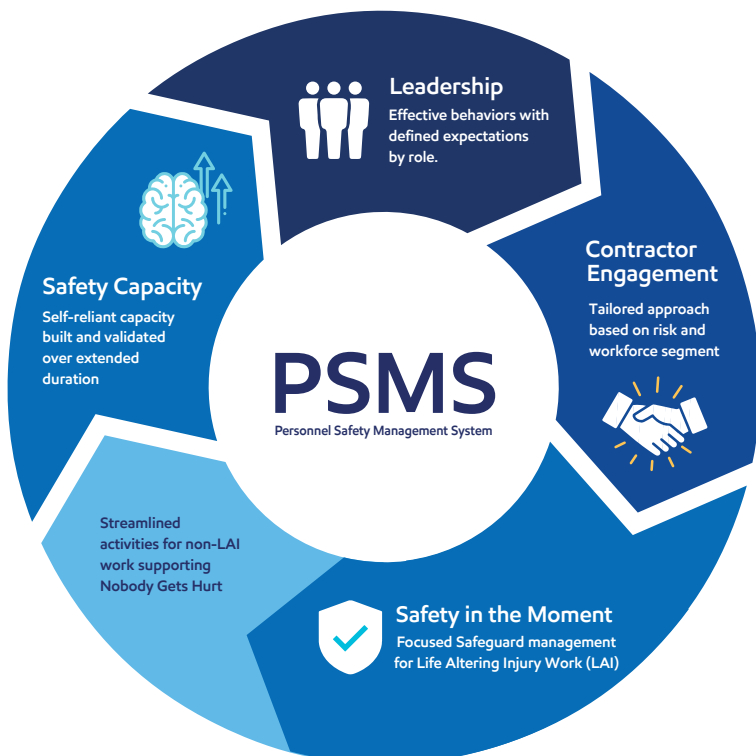 Leadership
Effective behaviors with
defined expectations
by role.
Contractor
Engagement
Tailored approach
based on risk and
workforce segment
Safety in the Moment
Focused Safeguard management
for Life Altering Injury Work (LAI)
Streamlined
activities for non-LAI
work supporting
Nobody Gets Hurt
Safety Capacity
Self-reliant capacity
built and validated
over extended
duration
PSMS
Personnel Safety Management System